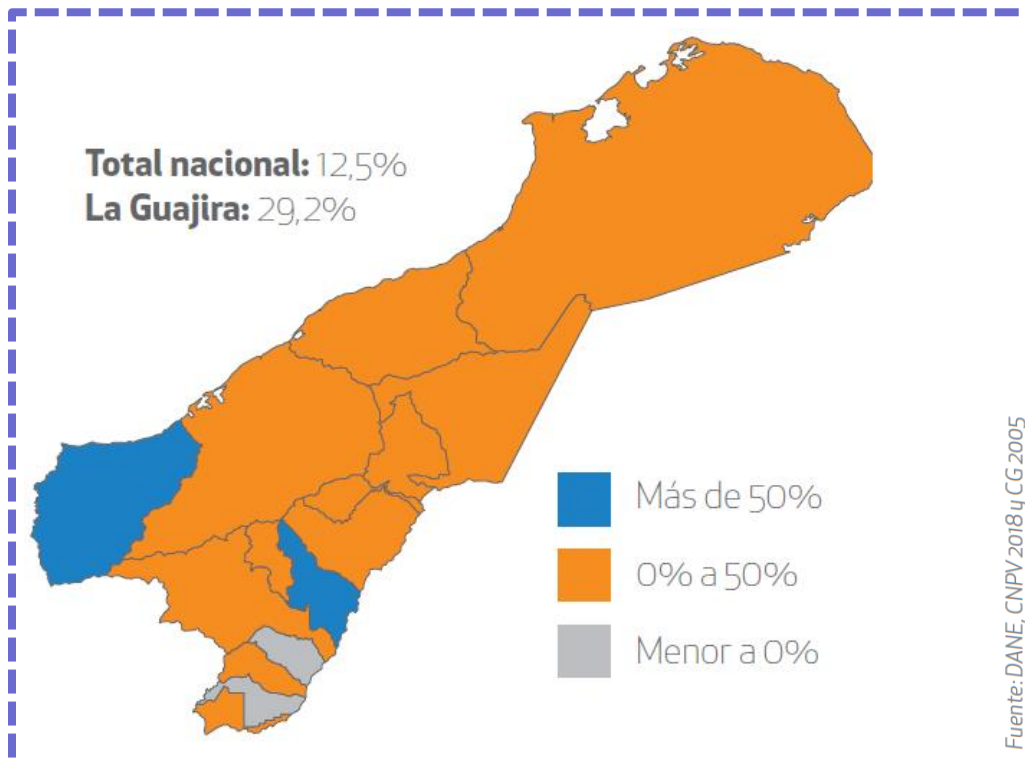 Total nacional: 12,5%
La Guajira: 29,2%
Más de 50%
0% a 50%
Menor a 0%
Fuente: DANE, CNPV 2018 y CG 2005